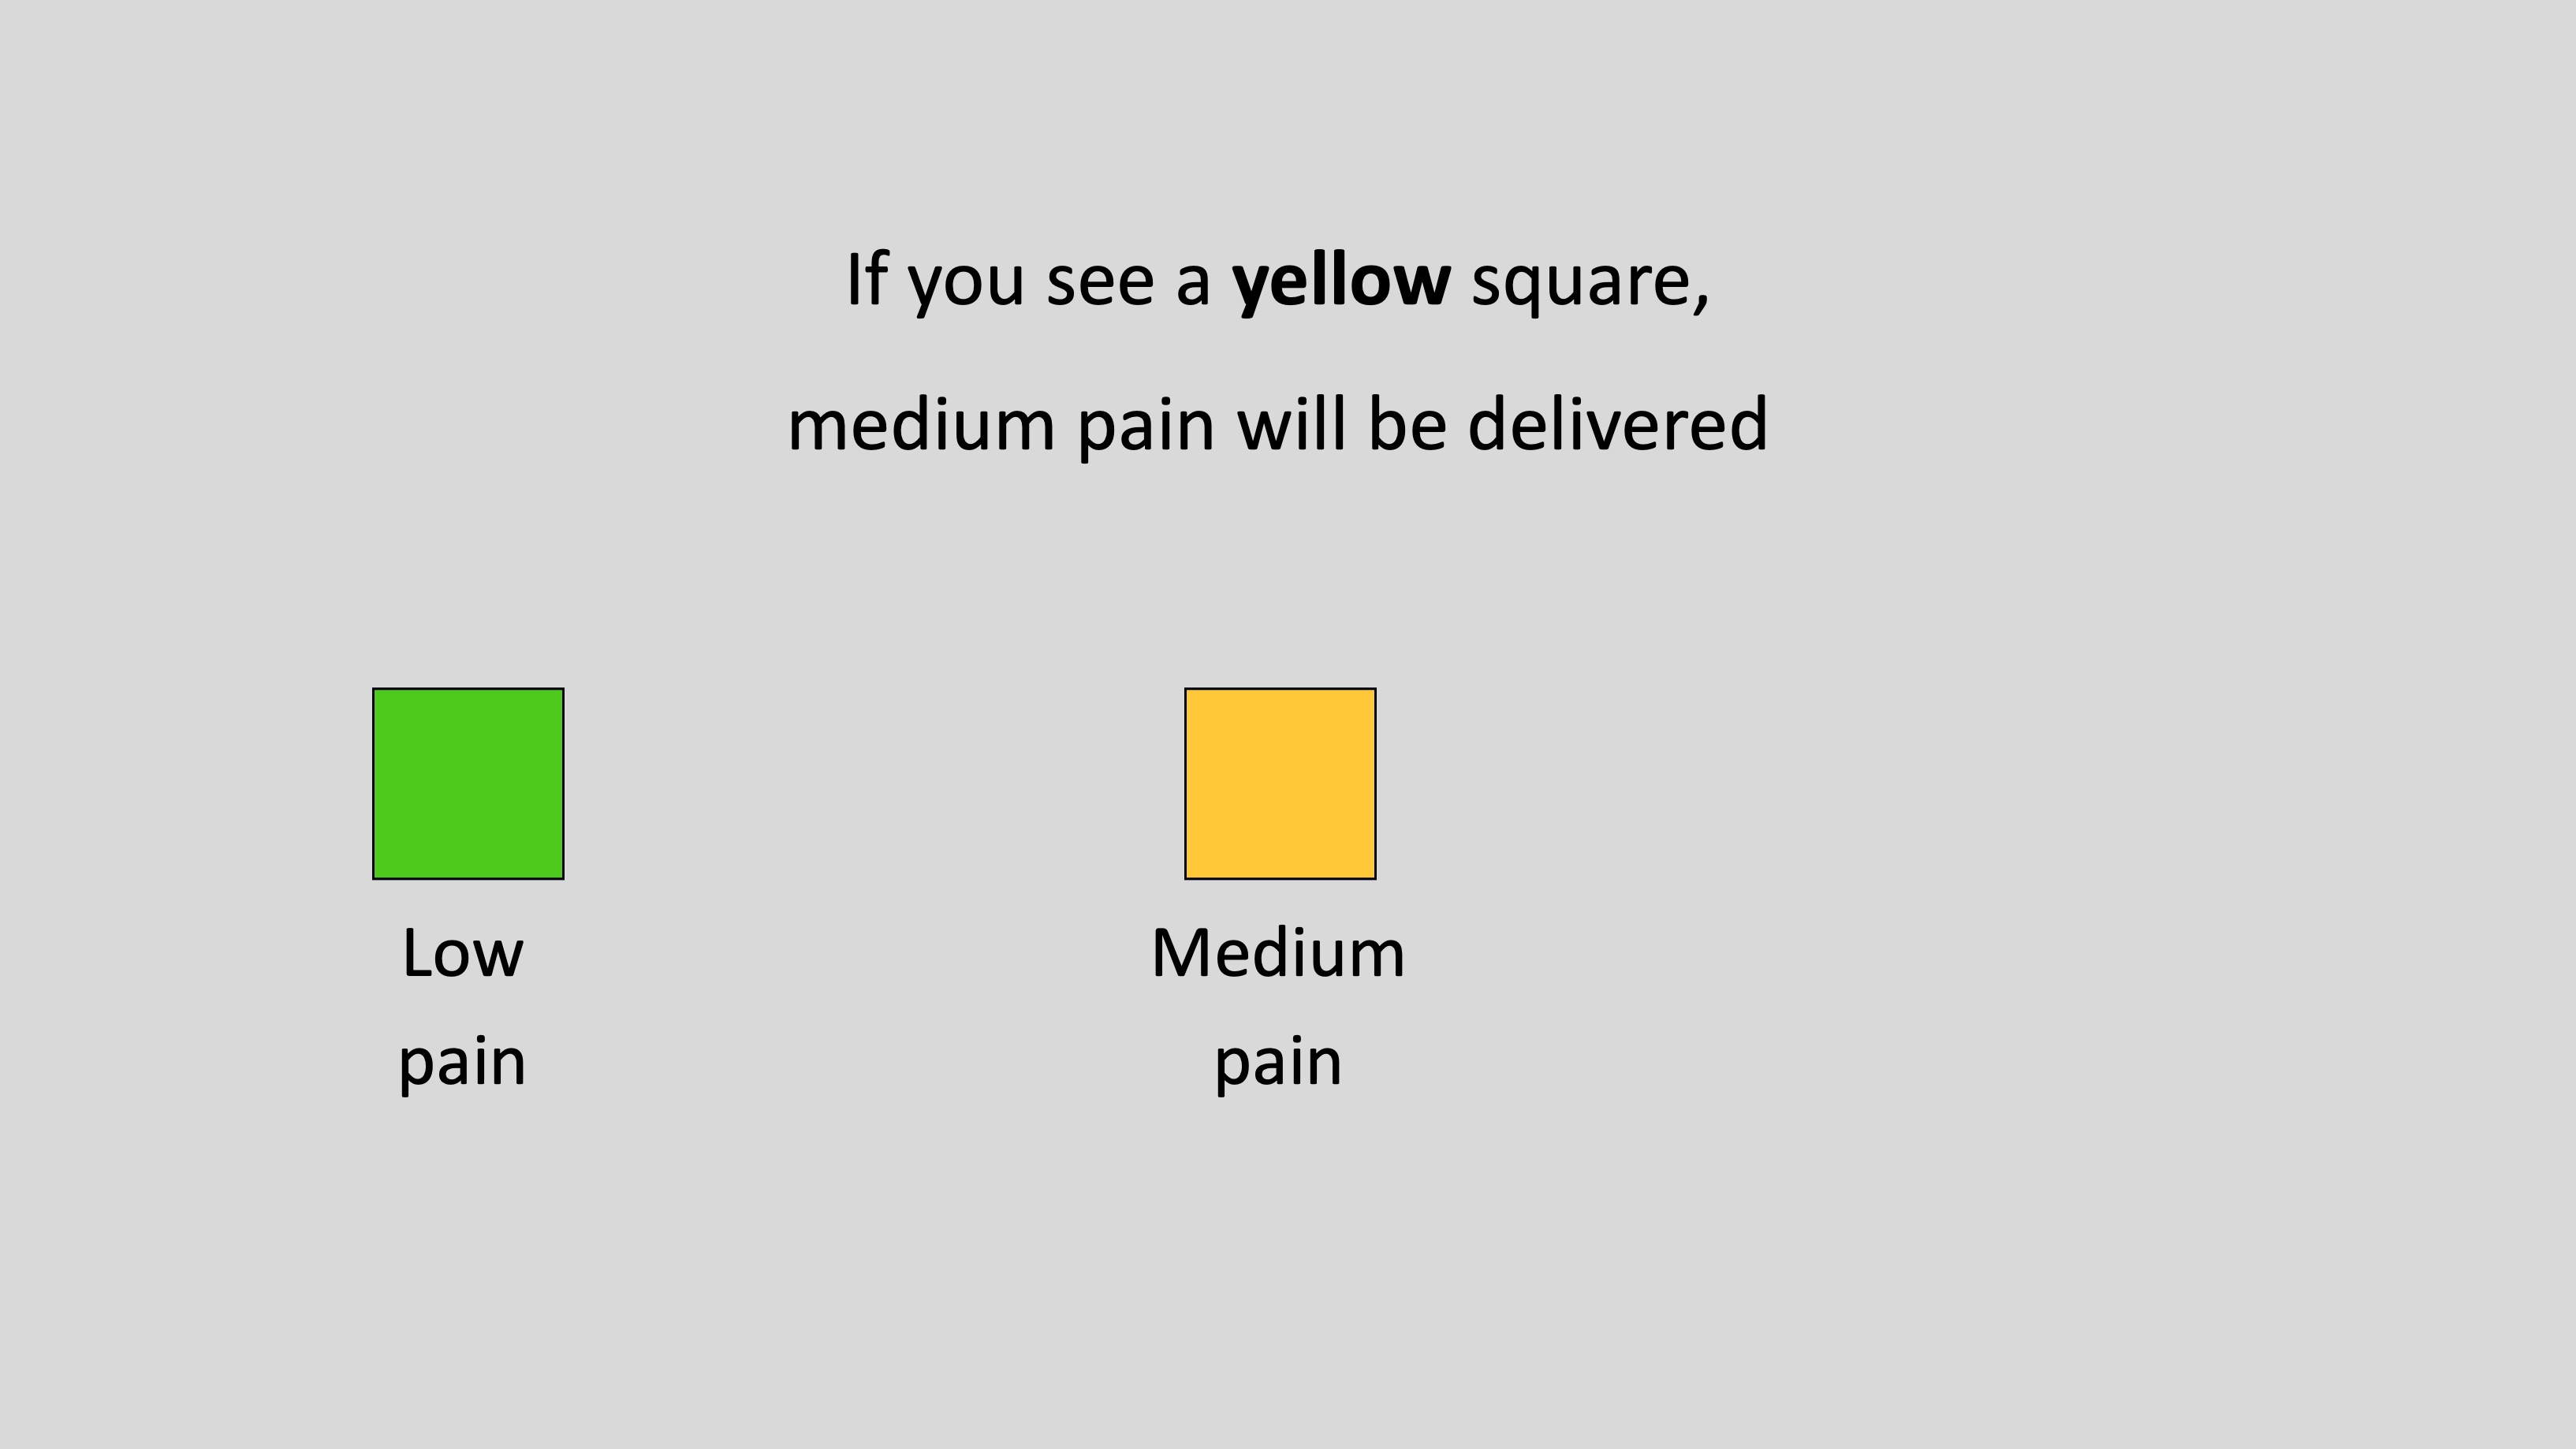 If you see a yellow square,
medium pain will be delivered
Low
pain
Medium
pain